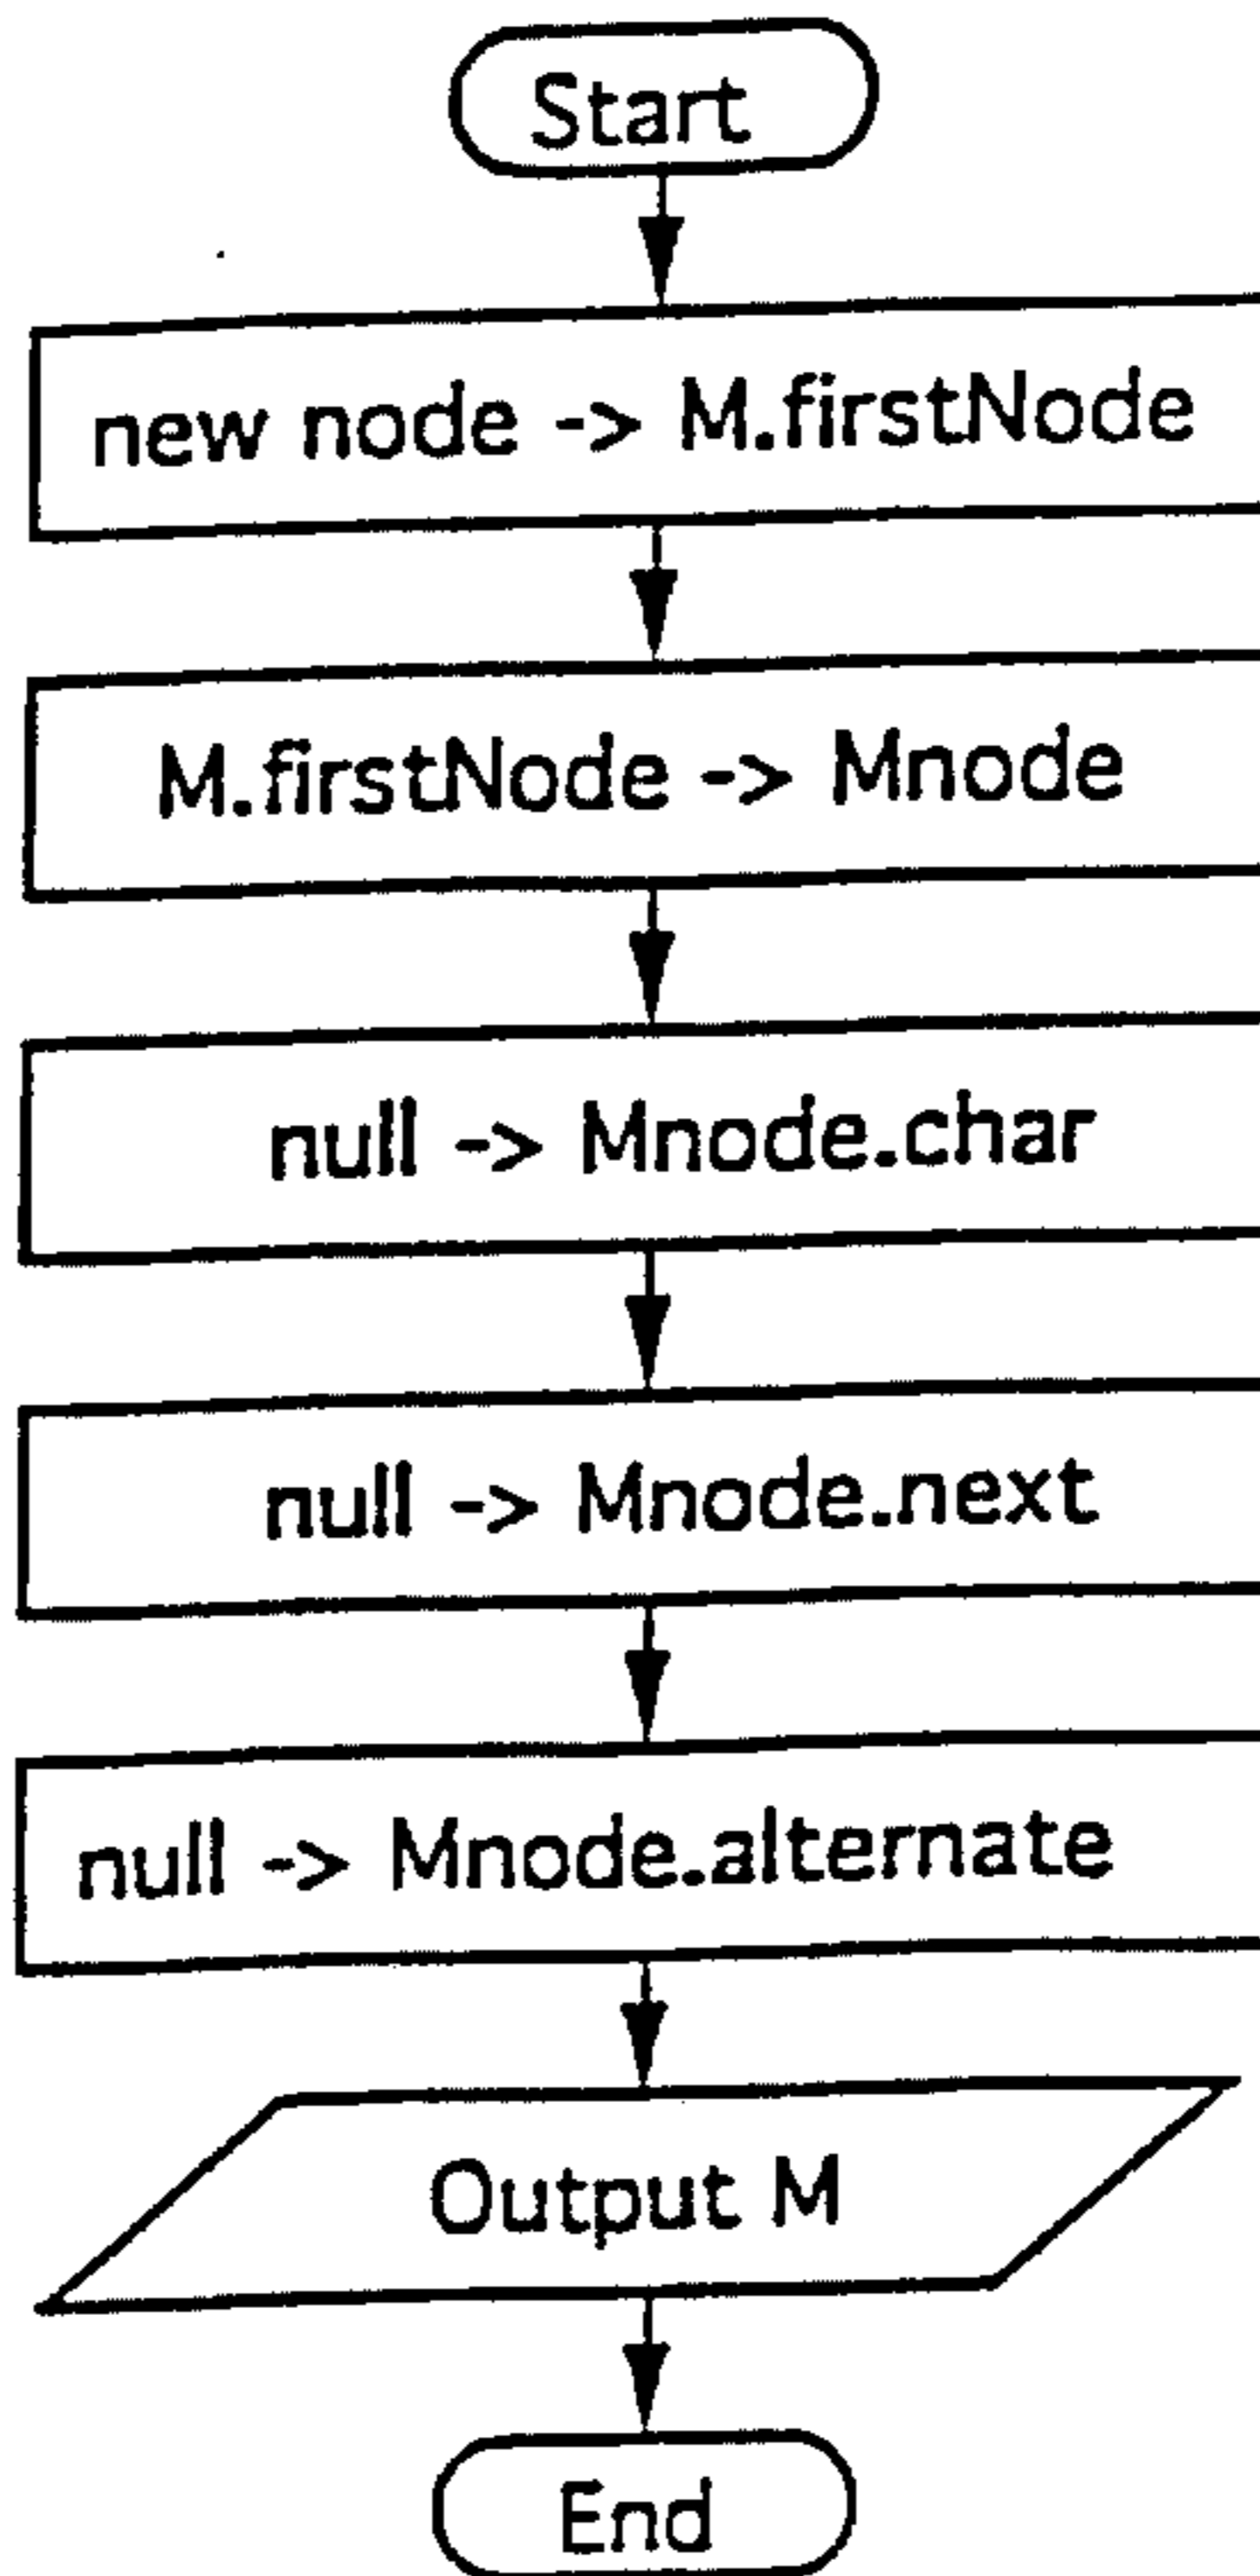 Start
new node -> M.firstNode
M.firstNode -> Mnode
null -> Mnode.char
null -> Mnode.next
null -> Mnode.alternate
Output M
End